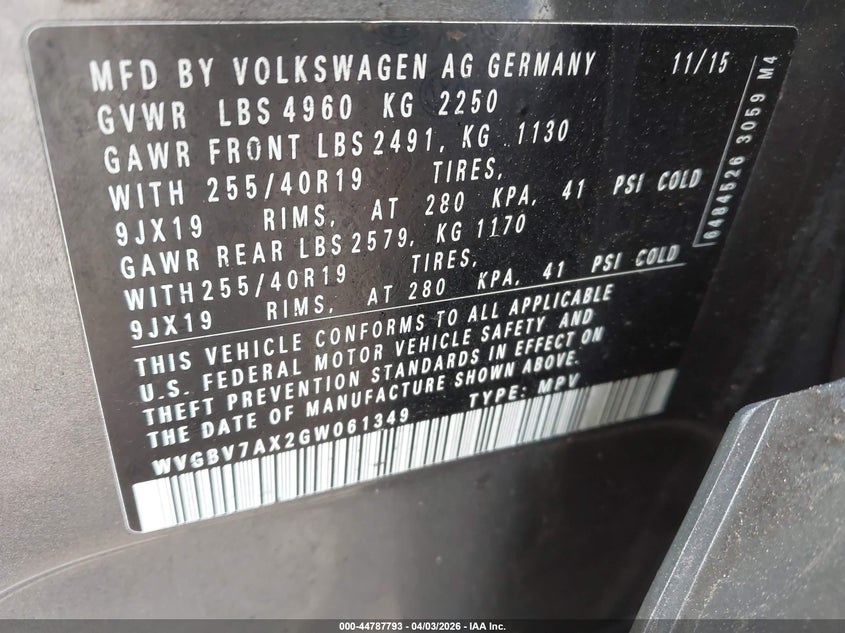 MFD BY VOLKSWAGEN AG GERMANY 11/15
GVWR LBS 4960 KG 2250
GAWR FRONT LBS 2491, KG 1130
WITH 255/40R19 TIRES,
9JX19 RIMS, AT 280 KPA, 41 PSI COLD
GAWR REAR LBS 2579, KG 1170
WITH 255/40R19 TIRES,
9JX19 RIMS, AT 280 KPA, 41 PSI COLD
THIS VEHICLE CONFORMS TO ALL APPLICABLE
U.S. FEDERAL MOTOR VEHICLE SAFETY AND
THEFT PREVENTION STANDARDS IN EFFECT ON
THE DATE OF MANUFACTURE SHOWN ABOVE.
WVGBV7AX2GW061349 TYPE: MPV
6484526 3059 M4
000-44787793 - 04/03/2026 - IAA Inc.